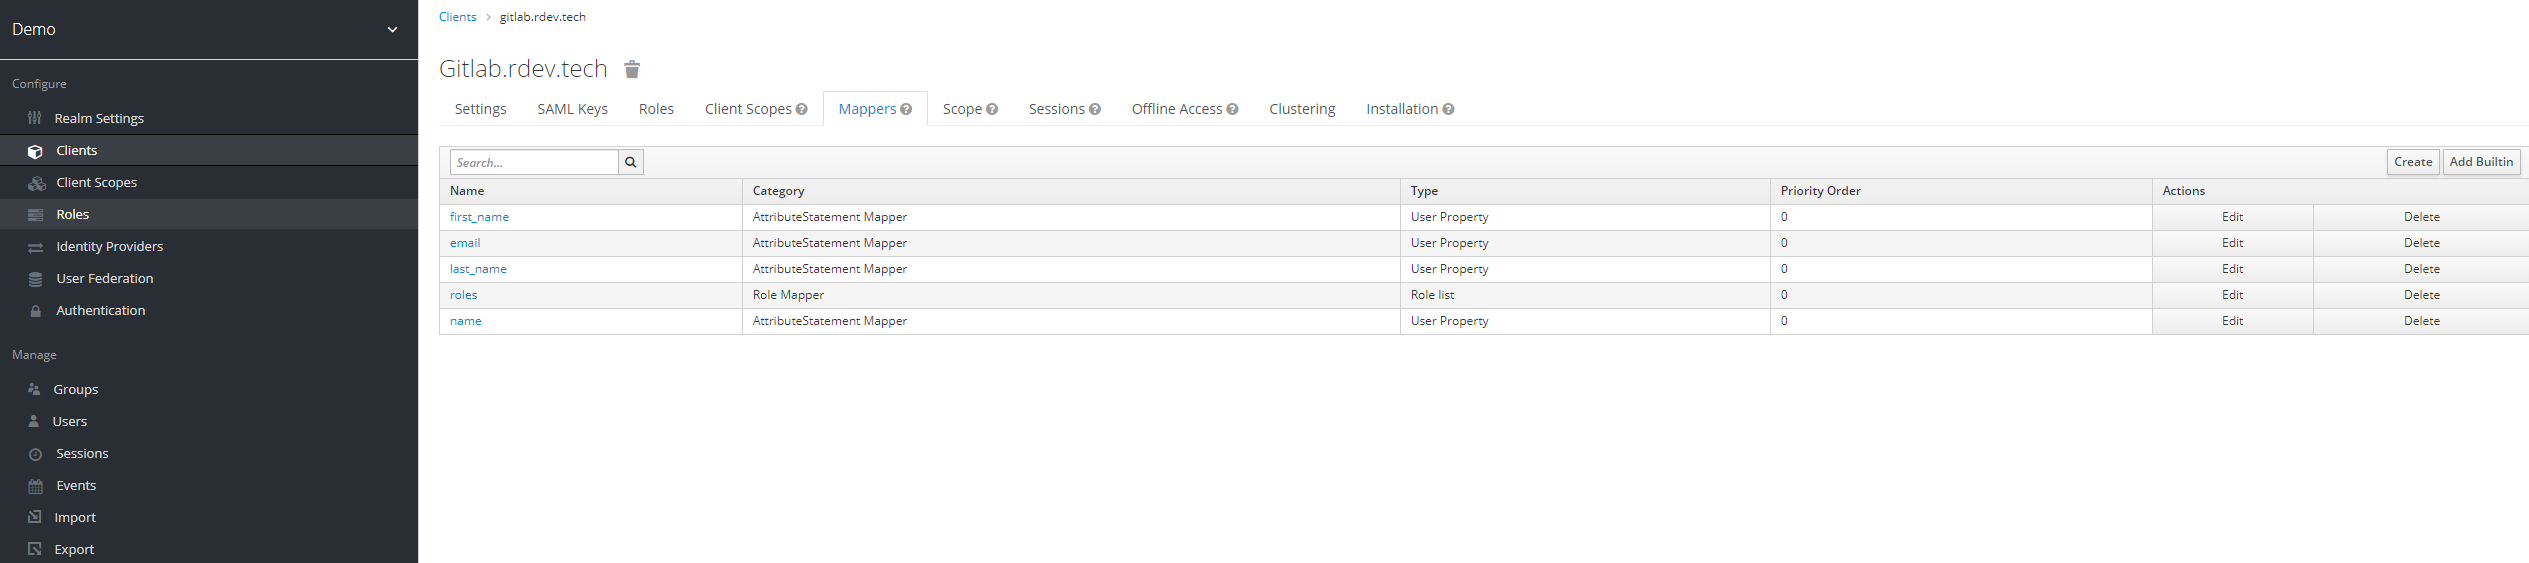 Demo
Configure
Realm Settings
Clients
Client Scopes
Roles
Identity Providers
User Federation
Authentication
Manage
Groups
Users
Sessions
Events
Import
Export
Clients > gitlab.rdev.tech
Gitlab.rdev.tech
Settings SAML Keys Roles Client Scopes ? Mappers ? Scope ? Sessions ? Offline Access ? Clustering Installation ?
Search... Create Add Builtin
Name Category Type Priority Order Actions
first_name AttributeStatement Mapper User Property 0 Edit Delete
email AttributeStatement Mapper User Property 0 Edit Delete
last_name AttributeStatement Mapper User Property 0 Edit Delete
roles Role Mapper Role list 0 Edit Delete
name AttributeStatement Mapper User Property 0 Edit Delete